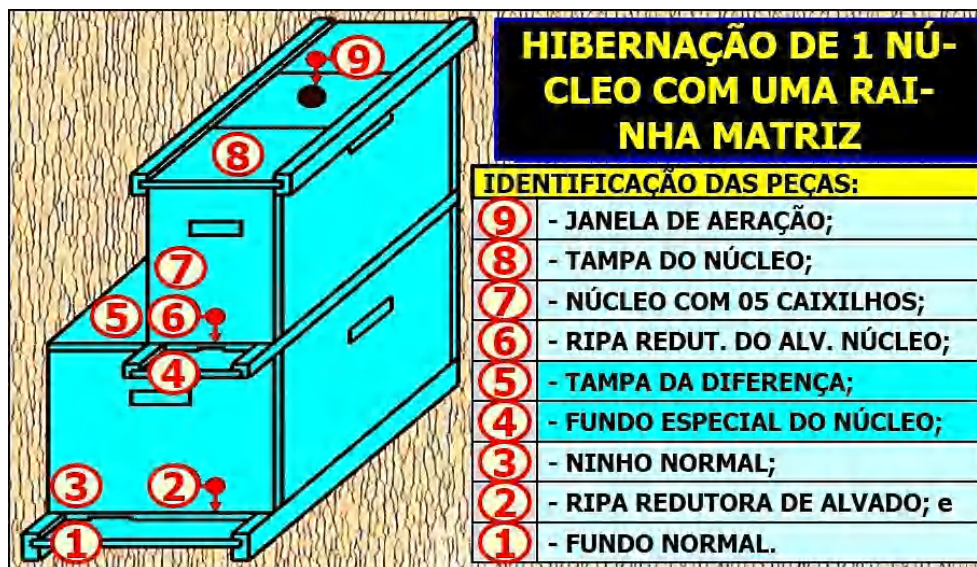 HIBERNAÇÃO DE 1 NÚ-
CLEO COM UMA RAI-
NHA MATRIZ
IDENTIFICAÇÃO DAS PEÇAS:
9 - JANELA DE AERAÇÃO;
8 - TAMPA DO NÚCLEO;
7 - NÚCLEO COM 05 CAIXILHOS;
6 - RIPA REDUT. DO ALV. NÚCLEO;
5 - TAMPA DA DIFERENÇA;
4 - FUNDO ESPECIAL DO NÚCLEO;
3 - NINHO NORMAL;
2 - RIPA REDUTORA DE ALVADO; e
1 - FUNDO NORMAL.
9
8
7
5 6
4
3 2
1